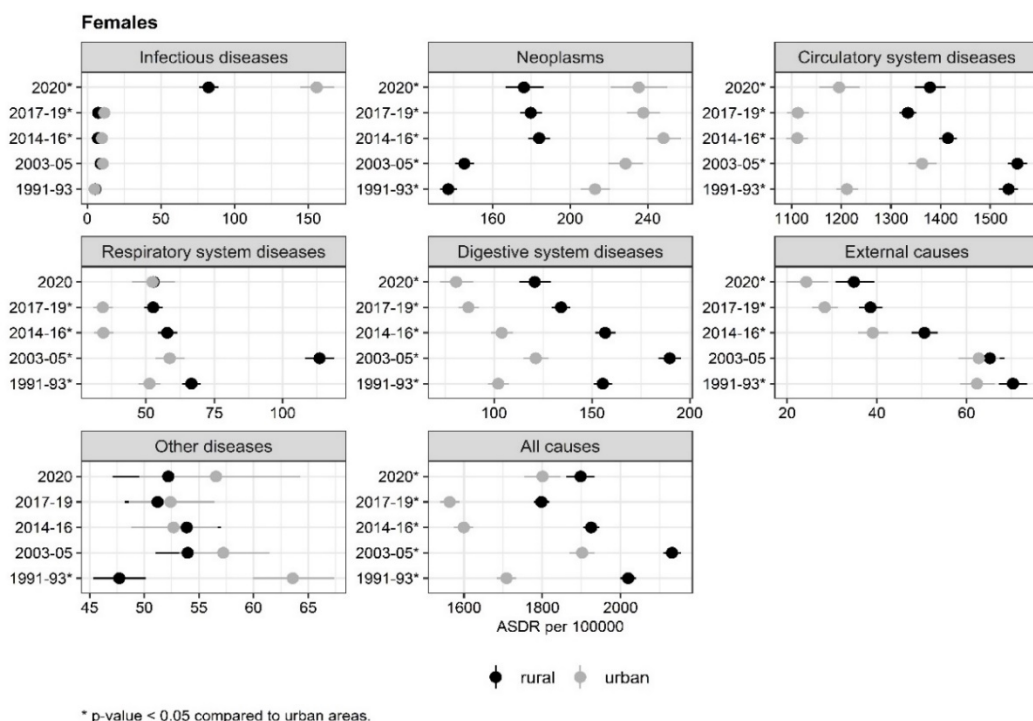 Females
Infectious diseases
Neoplasms
Circulatory system diseases
2020*
2017-19*
2014-16*
2003-05
1991-93
0 50 100 150
2020*
2017-19*
2014-16*
2003-05*
1991-93*
160 200 240
2020*
2017-19*
2014-16*
2003-05*
1991-93*
1100 1200 1300 1400 1500
Respiratory system diseases
Digestive system diseases
External causes
2020
2017-19*
2014-16*
2003-05*
1991-93*
50 75 100
2020*
2017-19*
2014-16*
2003-05*
1991-93*
100 150 200
2020*
2017-19*
2014-16*
2003-05
1991-93*
20 40 60
Other diseases
All causes
2020
2017-19
2014-16
2003-05
1991-93*
45 50 55 60 65
2020*
2017-19*
2014-16*
2003-05*
1991-93*
1600 1800 2000
ASDR per 100000
rural urban
* p-value < 0.05 compared to urban areas.